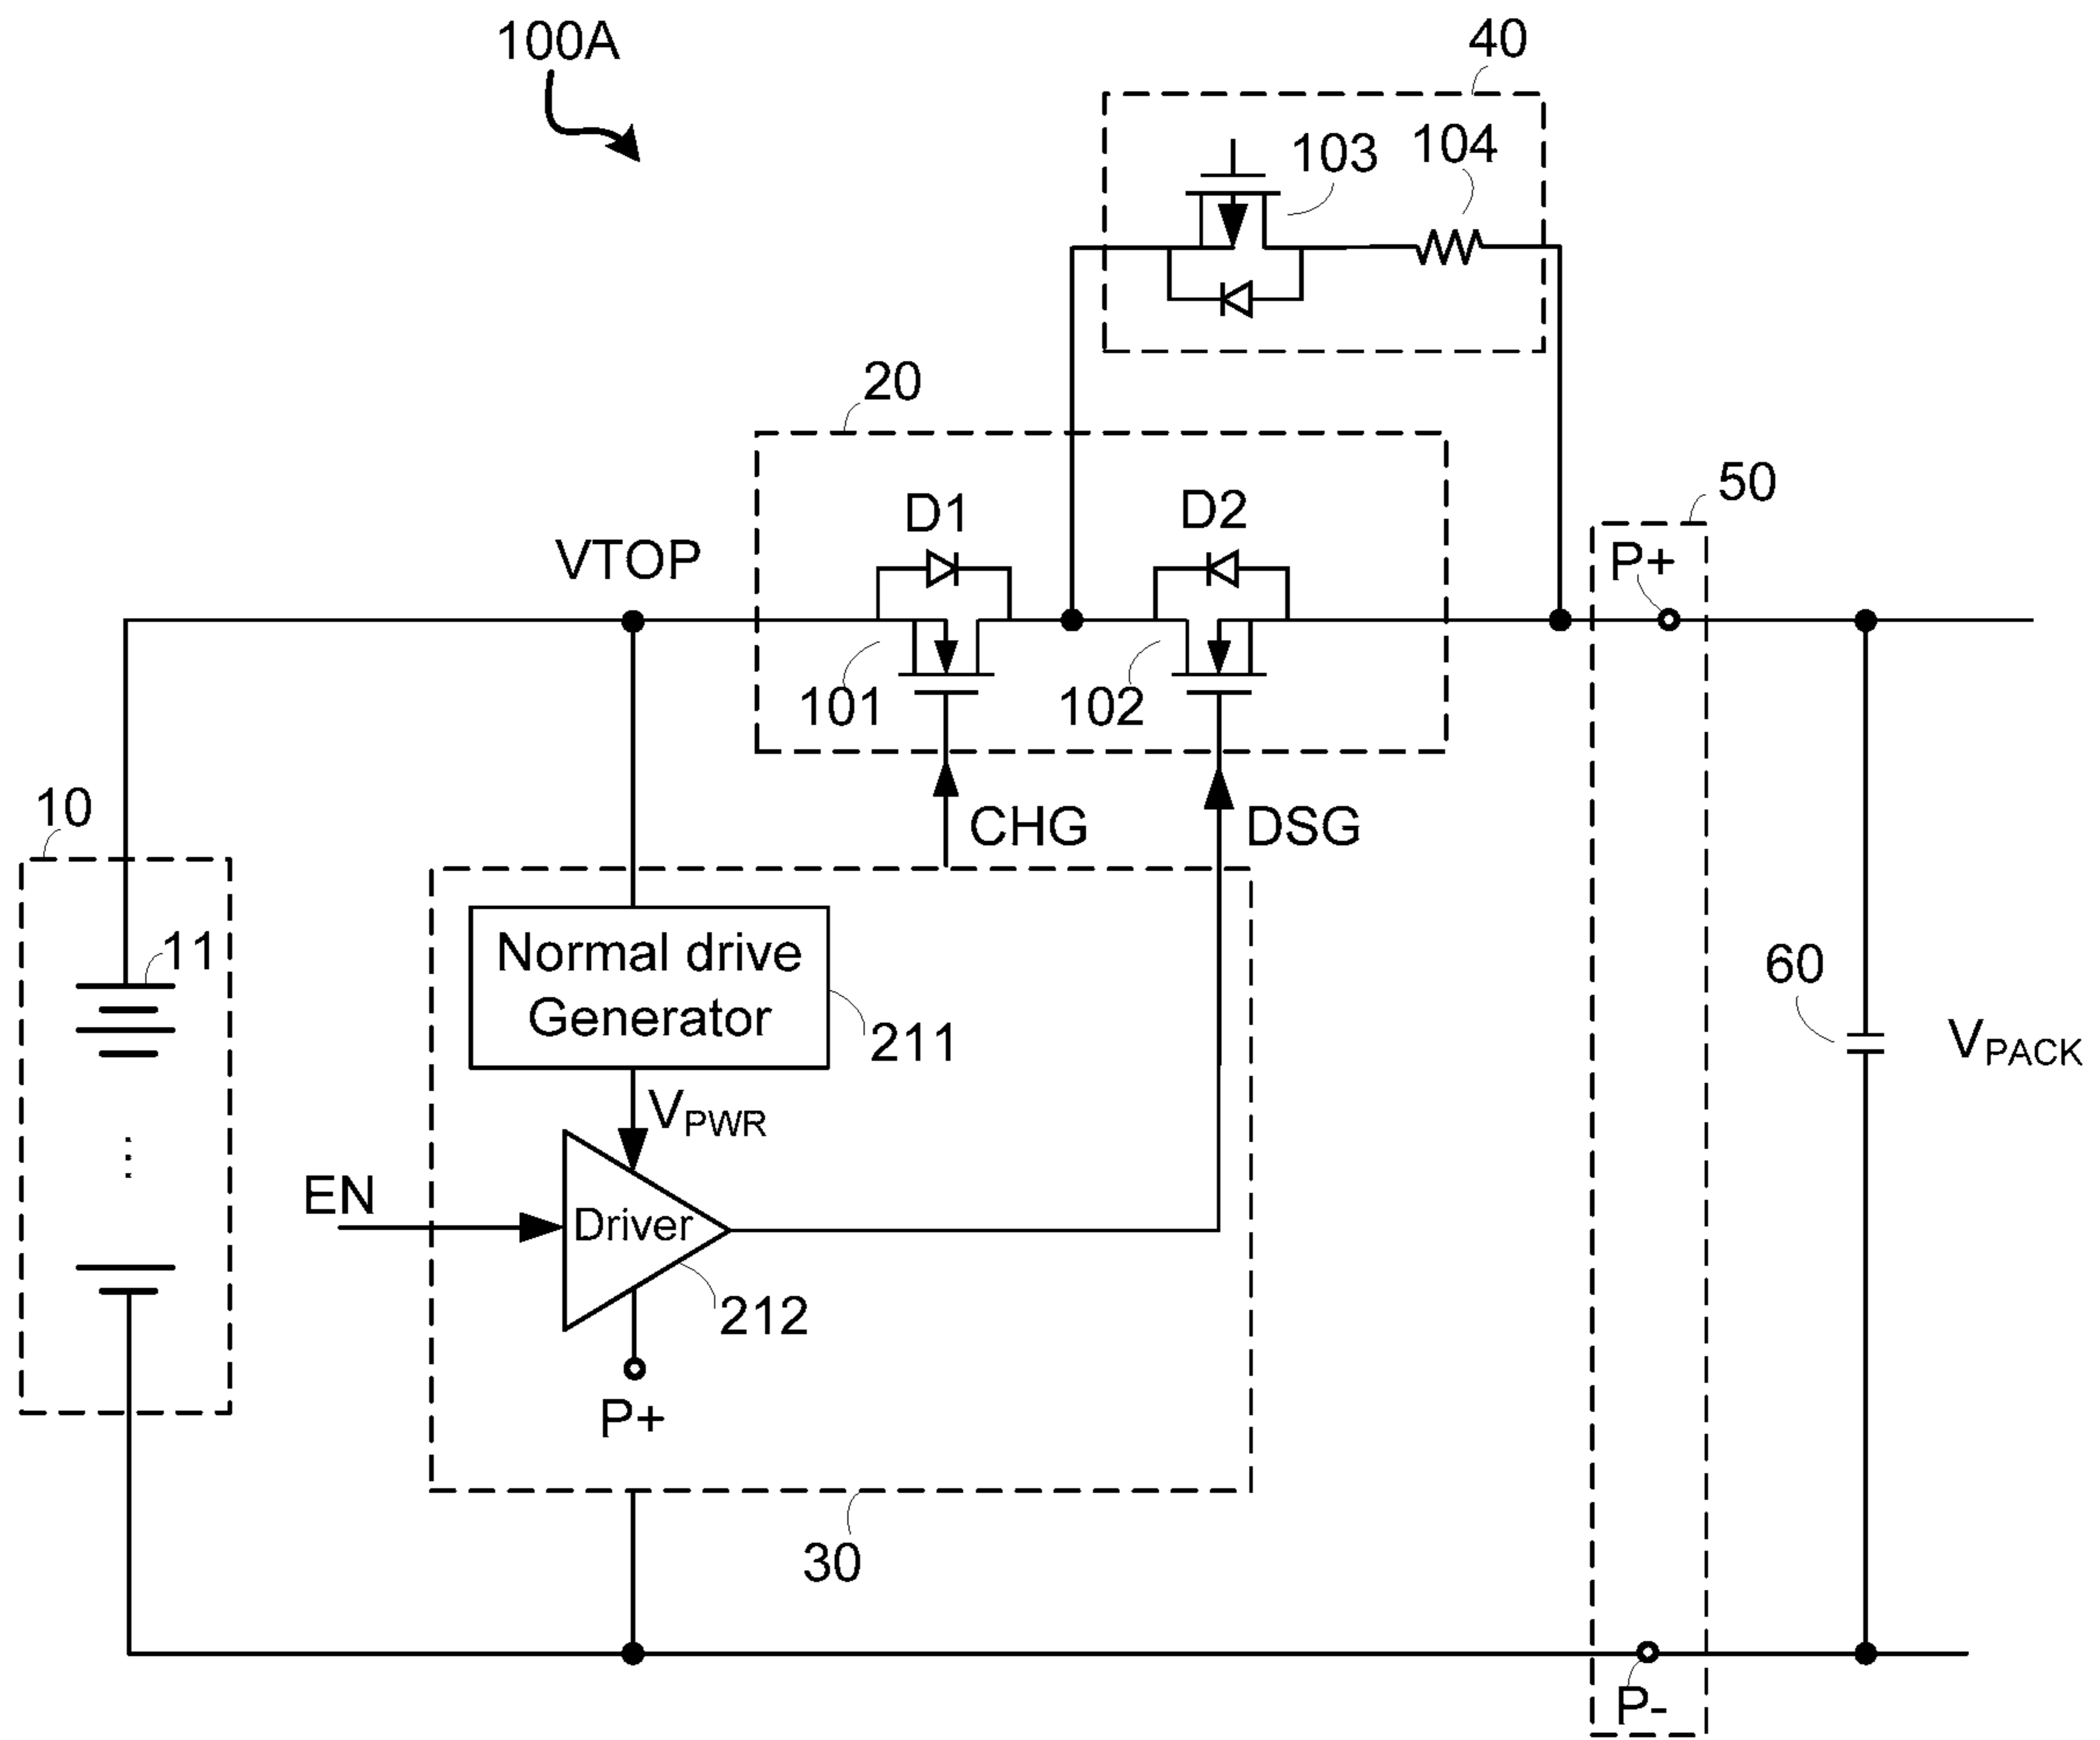 100A
40
103
104
20
50
D1
D2
P+
VTOP
101
102
10
CHG
DSG
11
Normal drive
Generator
211
60
VPACK
VPWR
EN
Driver
212
P+
30
P-